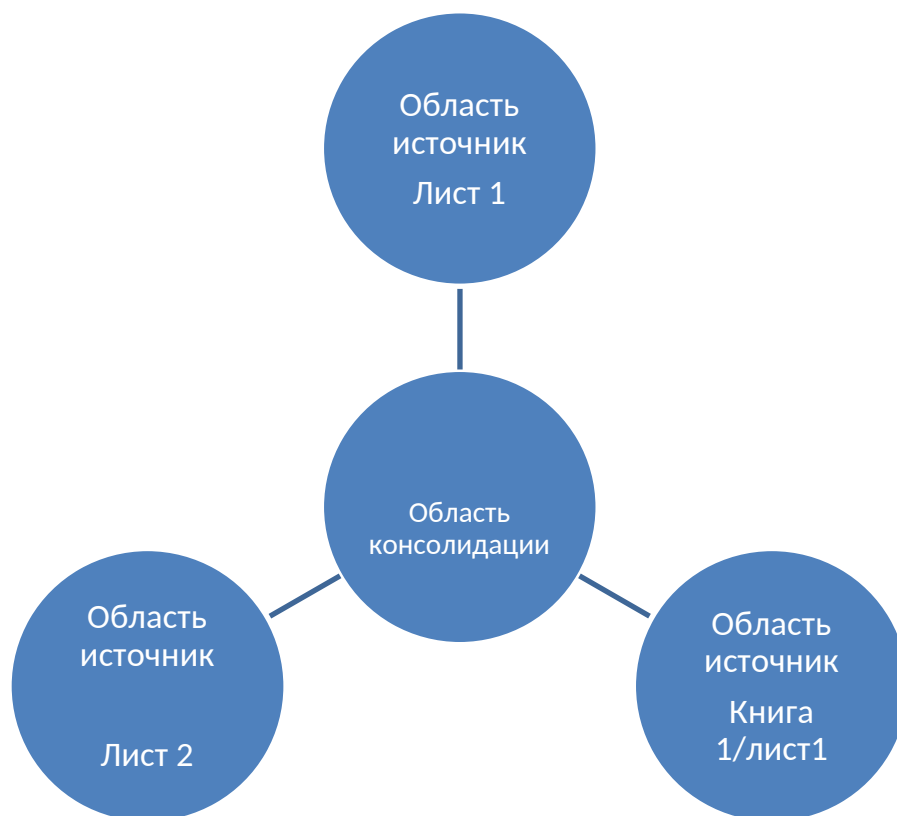 Область
источник
Лист 1
Область
консолидации
Область
источник
Лист 2
Область
источник
Книга
1/лист1